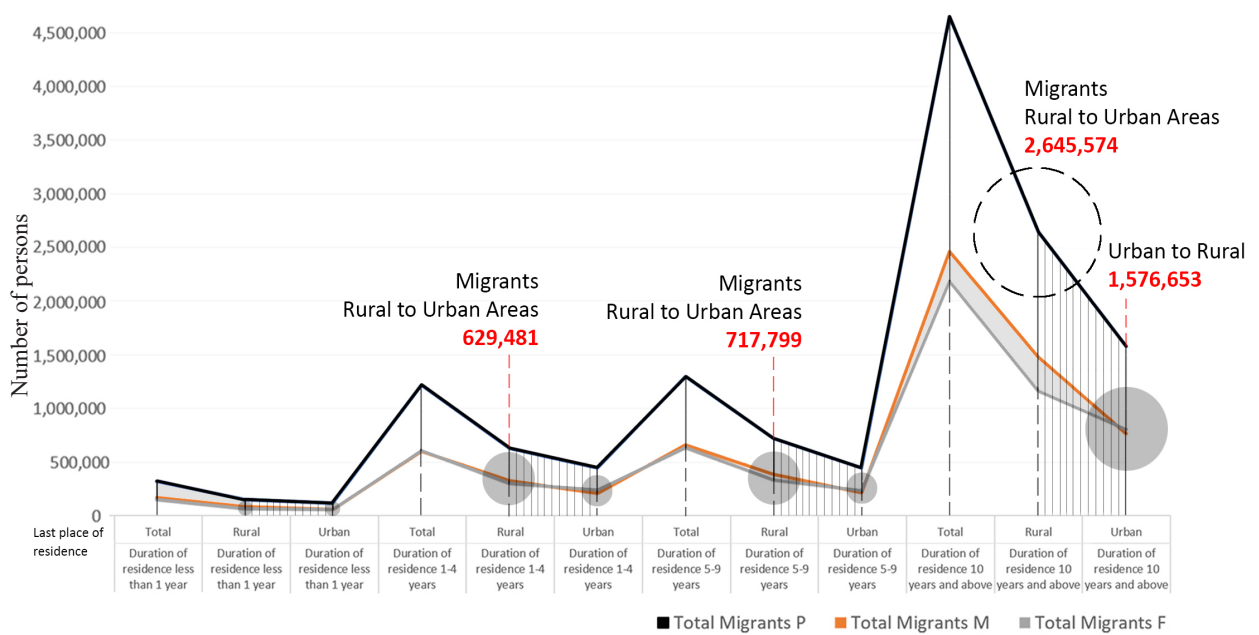 4,500,000
4,000,000
3,500,000
3,000,000
2,500,000
2,000,000
1,500,000
1,000,000
500,000
0
Number of persons
Migrants
Rural to Urban Areas
629,481
Migrants
Rural to Urban Areas
717,799
Migrants
Rural to Urban Areas
2,645,574
Urban to Rural
1,576,653
Last place of
residence
Total Rural Urban Total Rural Urban Total Rural Urban Total Rural Urban
Duration of Duration of Duration of Duration of Duration of Duration of Duration of Duration of Duration of Duration of Duration of Duration of
residence less residence less residence less residence 1-4 residence 1-4 residence 1-4 residence 5-9 residence 5-9 residence 5-9 residence 10 residence 10 residence 10
than 1 year than 1 year than 1 year years years years years years years years and above years and above years and above
Total Migrants P Total Migrants M Total Migrants F